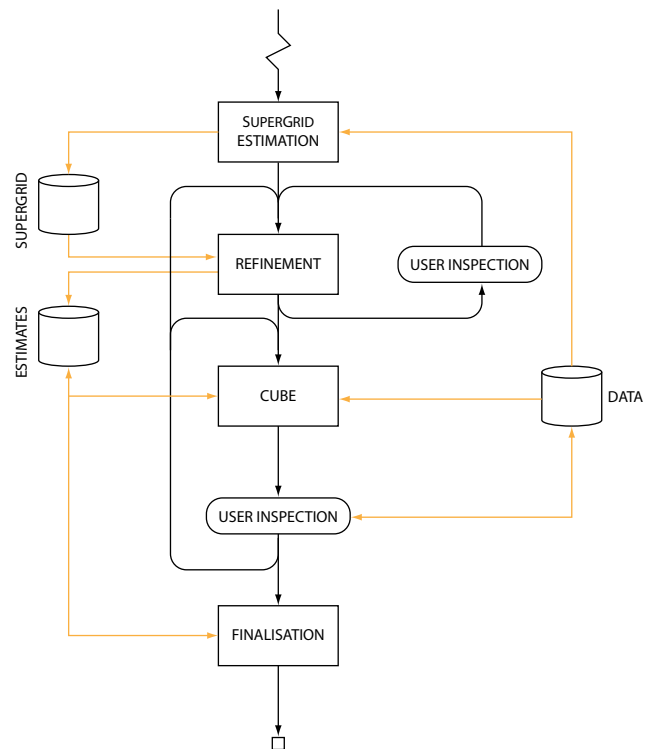 SUPERGRID
ESTIMATION
SUPERGRID
REFINEMENT
USER INSPECTION
ESTIMATES
CUBE
DATA
USER INSPECTION
FINALISATION